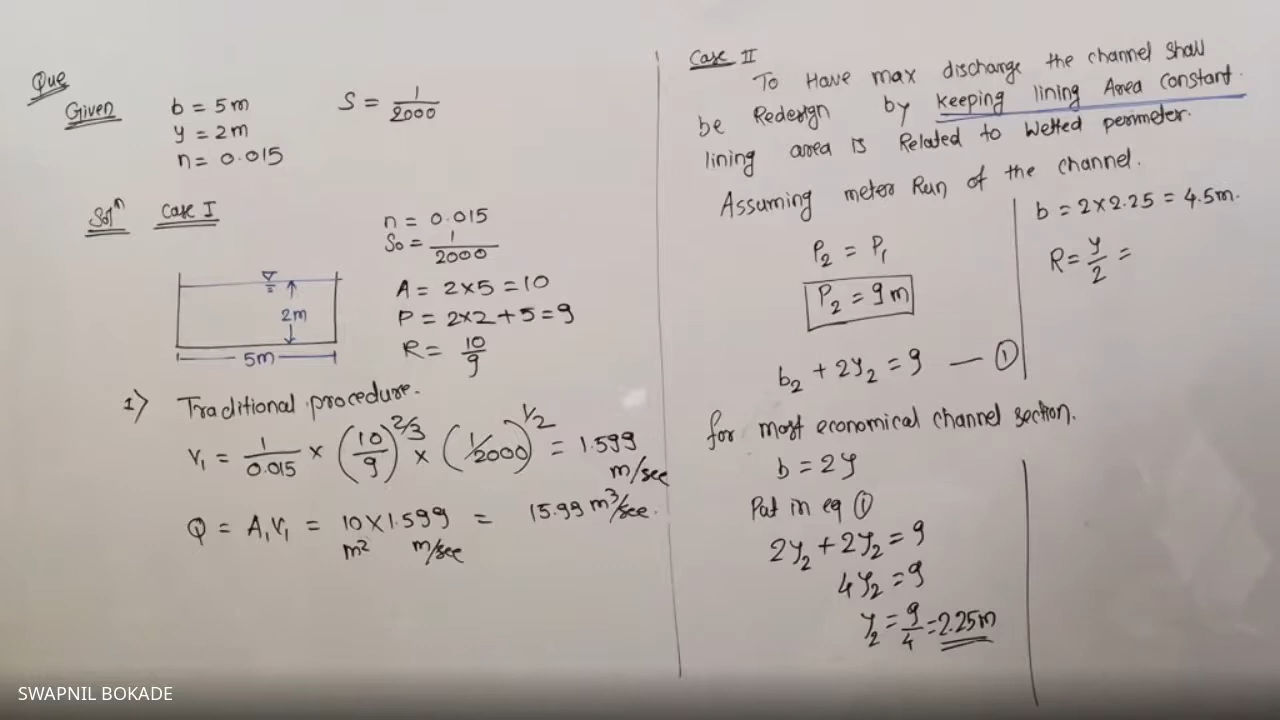 Que
Given
b = 5m
S = 1/2000
y = 2m
n = 0.015
Solⁿ Case I
n = 0.015
S₀ = 1/2000
A = 2×5 = 10
P = 2×2+5 = 9
R = 10/9
2m
5m
1) Traditional procedure.
V₁ = 1/0.015 × (10/9)^2/3 × (1/2000)^1/2 = 1.599
m/sec
Q = A₁V₁ = 10×1.599 = 15.99 m³/sec.
m² m/sec
Case II
To Have max discharge the channel shall
be Redesign by keeping lining Area constant.
lining area is Related to Wetted perimeter.
Assuming meter Run of the channel.
P₂ = P₁
P₂ = 9m
b₂ + 2y₂ = 9 — ①
for most economical channel section.
b = 2y
Put in eq ①
2y₂ + 2y₂ = 9
4y₂ = 9
y₂ = 9/4 = 2.25m
b = 2×2.25 = 4.5m.
R = y/2 =
SWAPNIL BOKADE